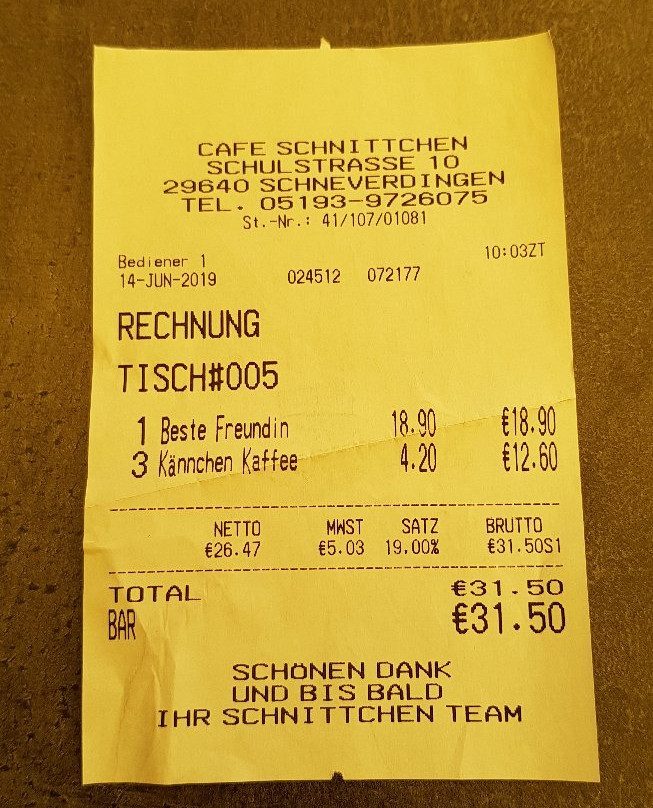 CAFE SCHNITTCHEN
SCHULSTRASSE 10
29640 SCHNEVERDINGEN
TEL. 05193-9726075
St.-Nr.: 41/107/01081
Bediener 1 10:03ZT
14-JUN-2019 024512 072177
RECHNUNG
TISCH#005
1 Beste Freundin 18.90 €18.90
3 Kännchen Kaffee 4.20 €12.60
NETTO MWST SATZ BRUTTO
€26.47 €5.03 19.00% €31.50S1
TOTAL €31.50
BAR €31.50
SCHÖNEN DANK
UND BIS BALD
IHR SCHNITTCHEN TEAM